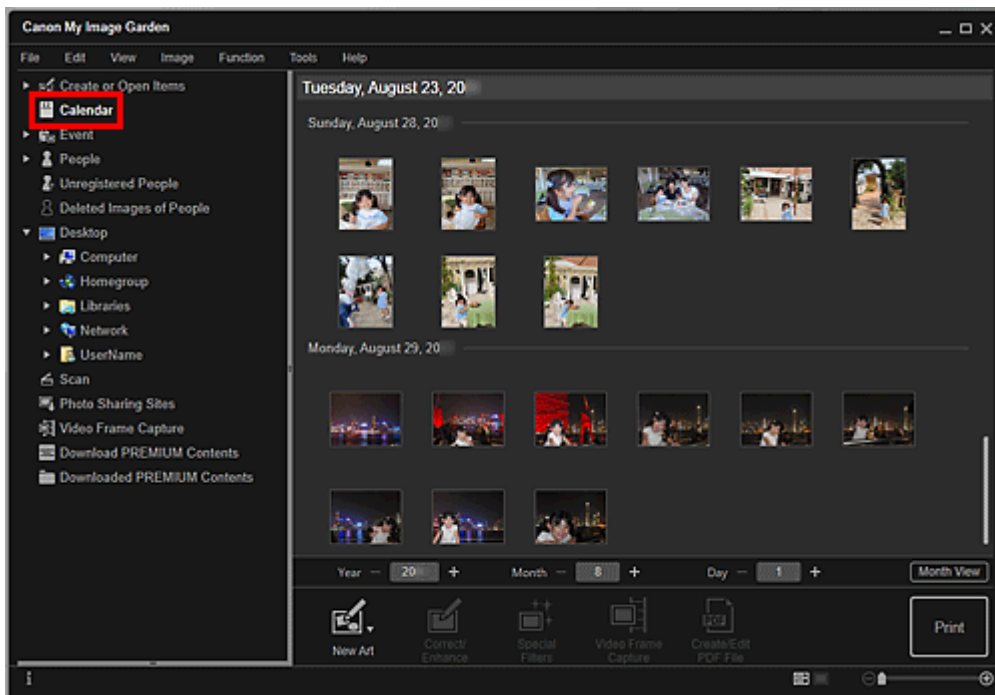 Canon My Image Garden
File Edit View Image Function Tools Help
Create or Open Items
Calendar
Event
People
Unregistered People
Deleted Images of People
Desktop
Computer
Homegroup
Libraries
Network
UserName
Scan
Photo Sharing Sites
Video Frame Capture
Download PREMIUM Contents
Downloaded PREMIUM Contents
Tuesday, August 23, 20
Sunday, August 28, 20
Monday, August 29, 20
Year − 20 + Month − 8 + Day − 1 + Month View
New Art
Correct/
Enhance
Special
Filters
Video Frame
Capture
Create/Edit
PDF File
PDF
Print